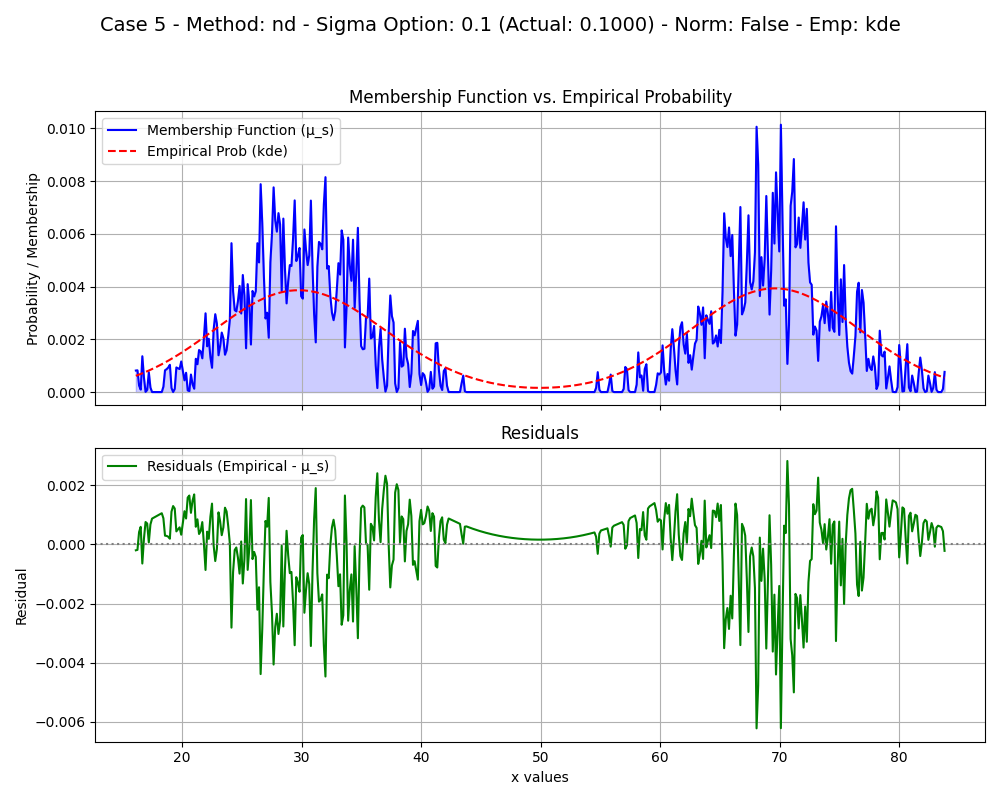 Case 5 - Method: nd - Sigma Option: 0.1 (Actual: 0.1000) - Norm: False - Emp: kde
Membership Function vs. Empirical Probability
Membership Function (μ_s)
Empirical Prob (kde)
Probability / Membership
0.010
0.008
0.006
0.004
0.002
0.000
Residuals
Residuals (Empirical - μ_s)
Residual
0.002
0.000
−0.002
−0.004
−0.006
20 30 40 50 60 70 80
x values